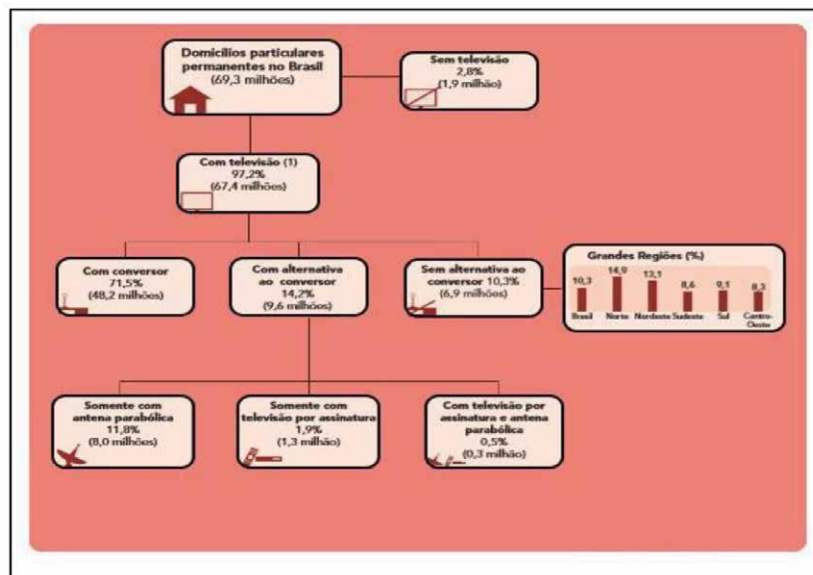 Domicílios particulares
permanentes no Brasil
(69,3 milhões)
Sem televisão
2,8%
(1,9 milhão)
Com televisão (1)
97,2%
(67,4 milhões)
Com conversor
71,5%
(48,2 milhões)
Com alternativa
ao conversor
14,2%
(9,6 milhões)
Sem alternativa ao
conversor 10,3%
(6,9 milhões)
Grandes Regiões (%)
10,3
14,9
13,1
8,6
9,1
8,3
Brasil
Norte
Nordeste
Sudeste
Sul
Centro-
Oeste
Somente com
antena parabólica
11,8%
(8,0 milhões)
Somente com
televisão por assinatura
1,9%
(1,3 milhão)
Com televisão por
assinatura e antena
parabólica
0,5%
(0,3 milhão)